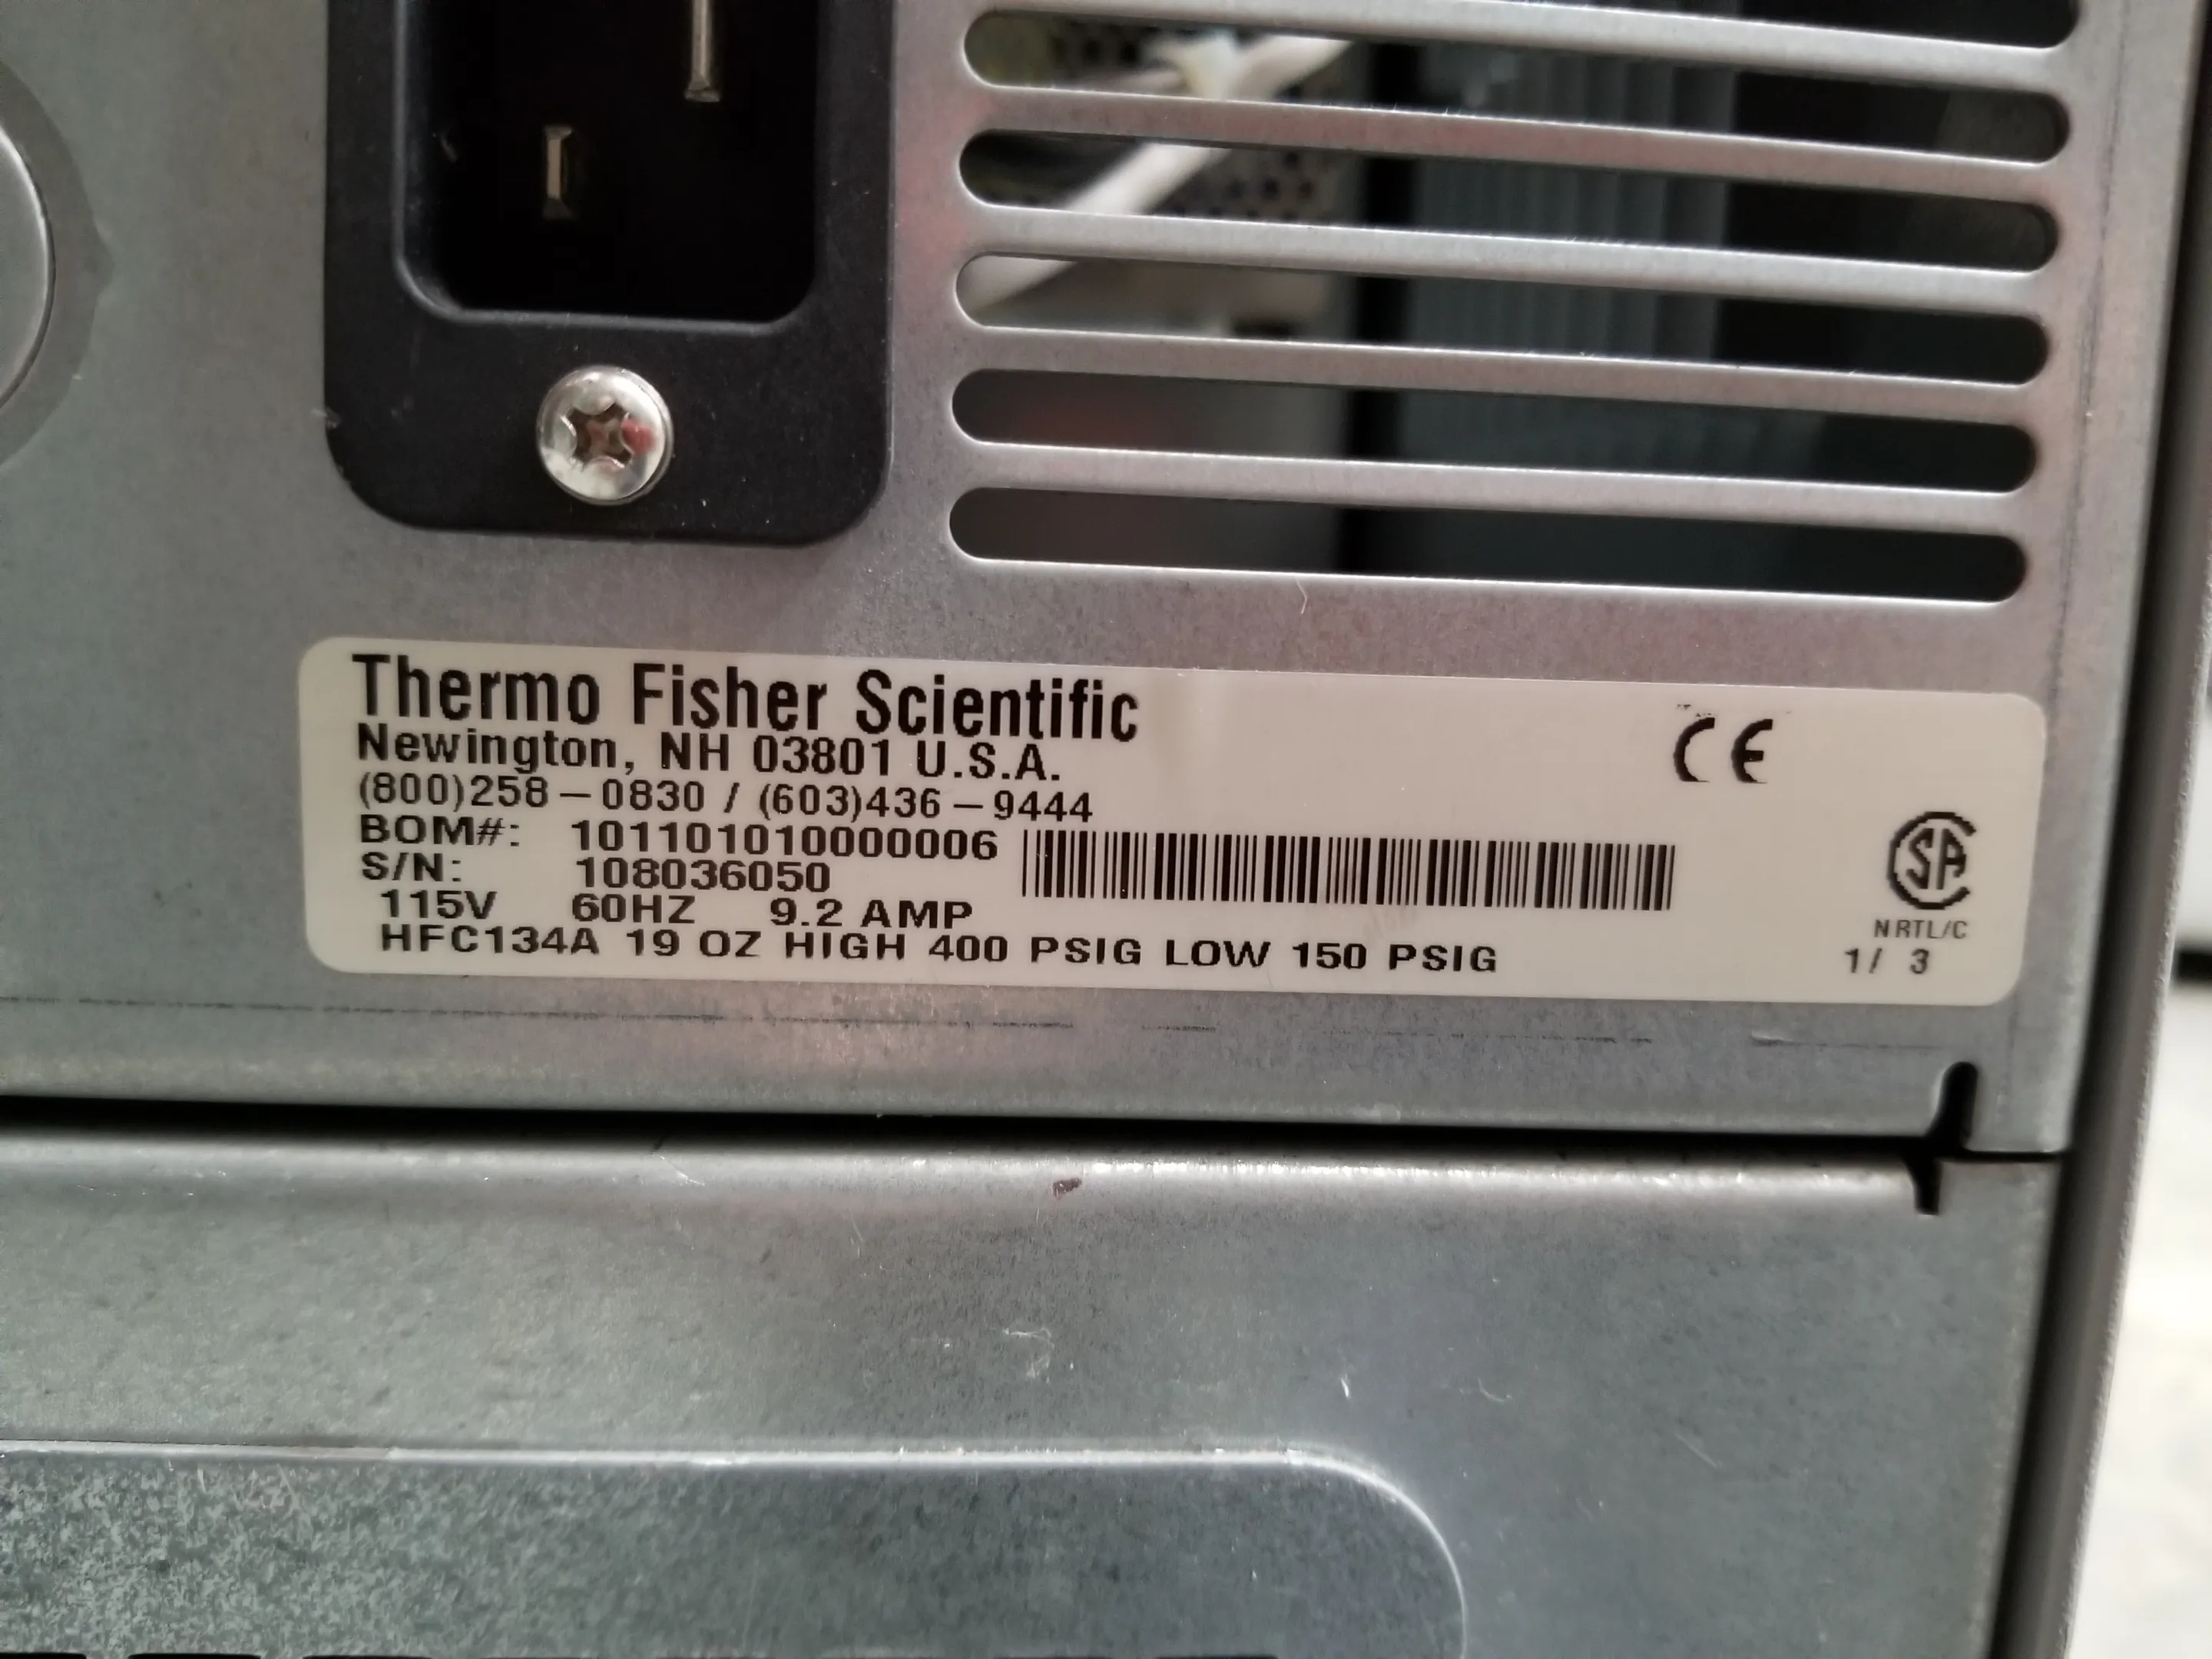 Thermo Fisher Scientific
Newington, NH 03801 U.S.A.
(800)258-0830 / (603)436-9444
BOM#: 101101010000006
S/N: 108036050
115V 60HZ 9.2 AMP
HFC134A 19 OZ HIGH 400 PSIG LOW 150 PSIG
CE
SA
NRTL/C
1/ 3